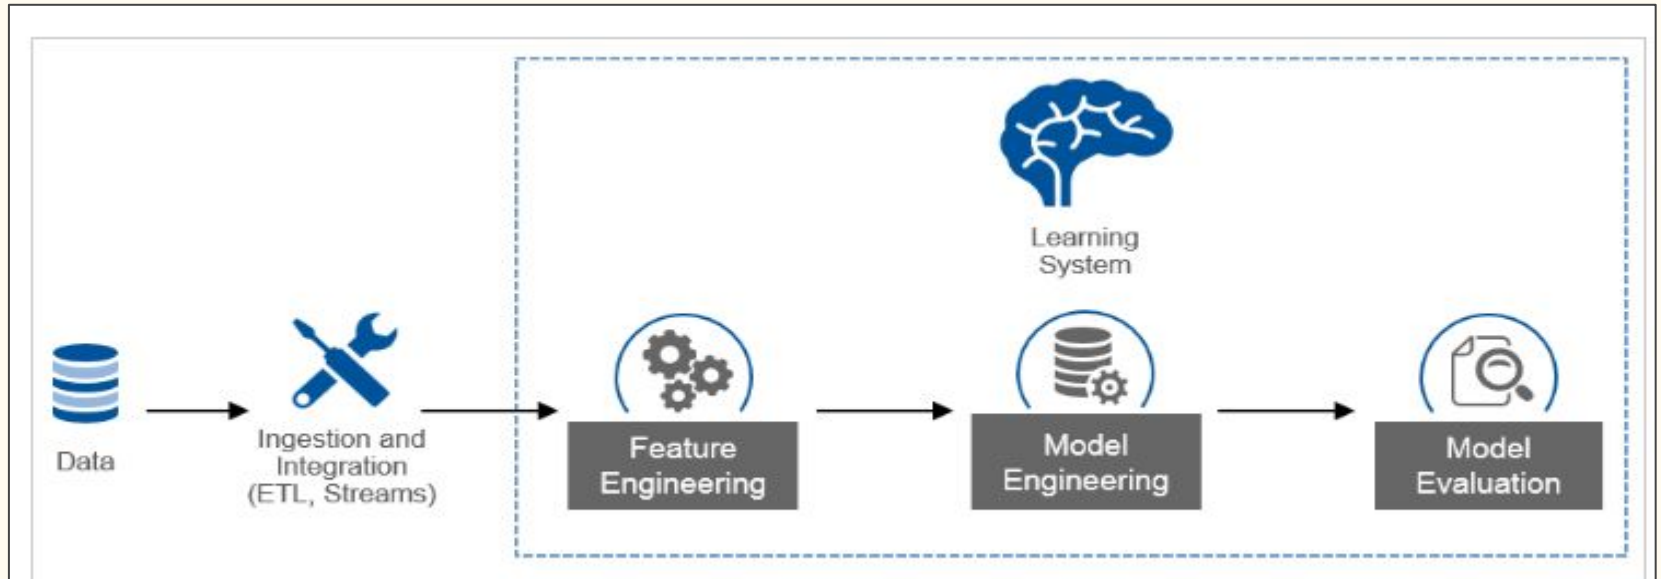 Learning
System
Data
Ingestion and
Integration
(ETL, Streams)
Feature
Engineering
Model
Engineering
Model
Evaluation